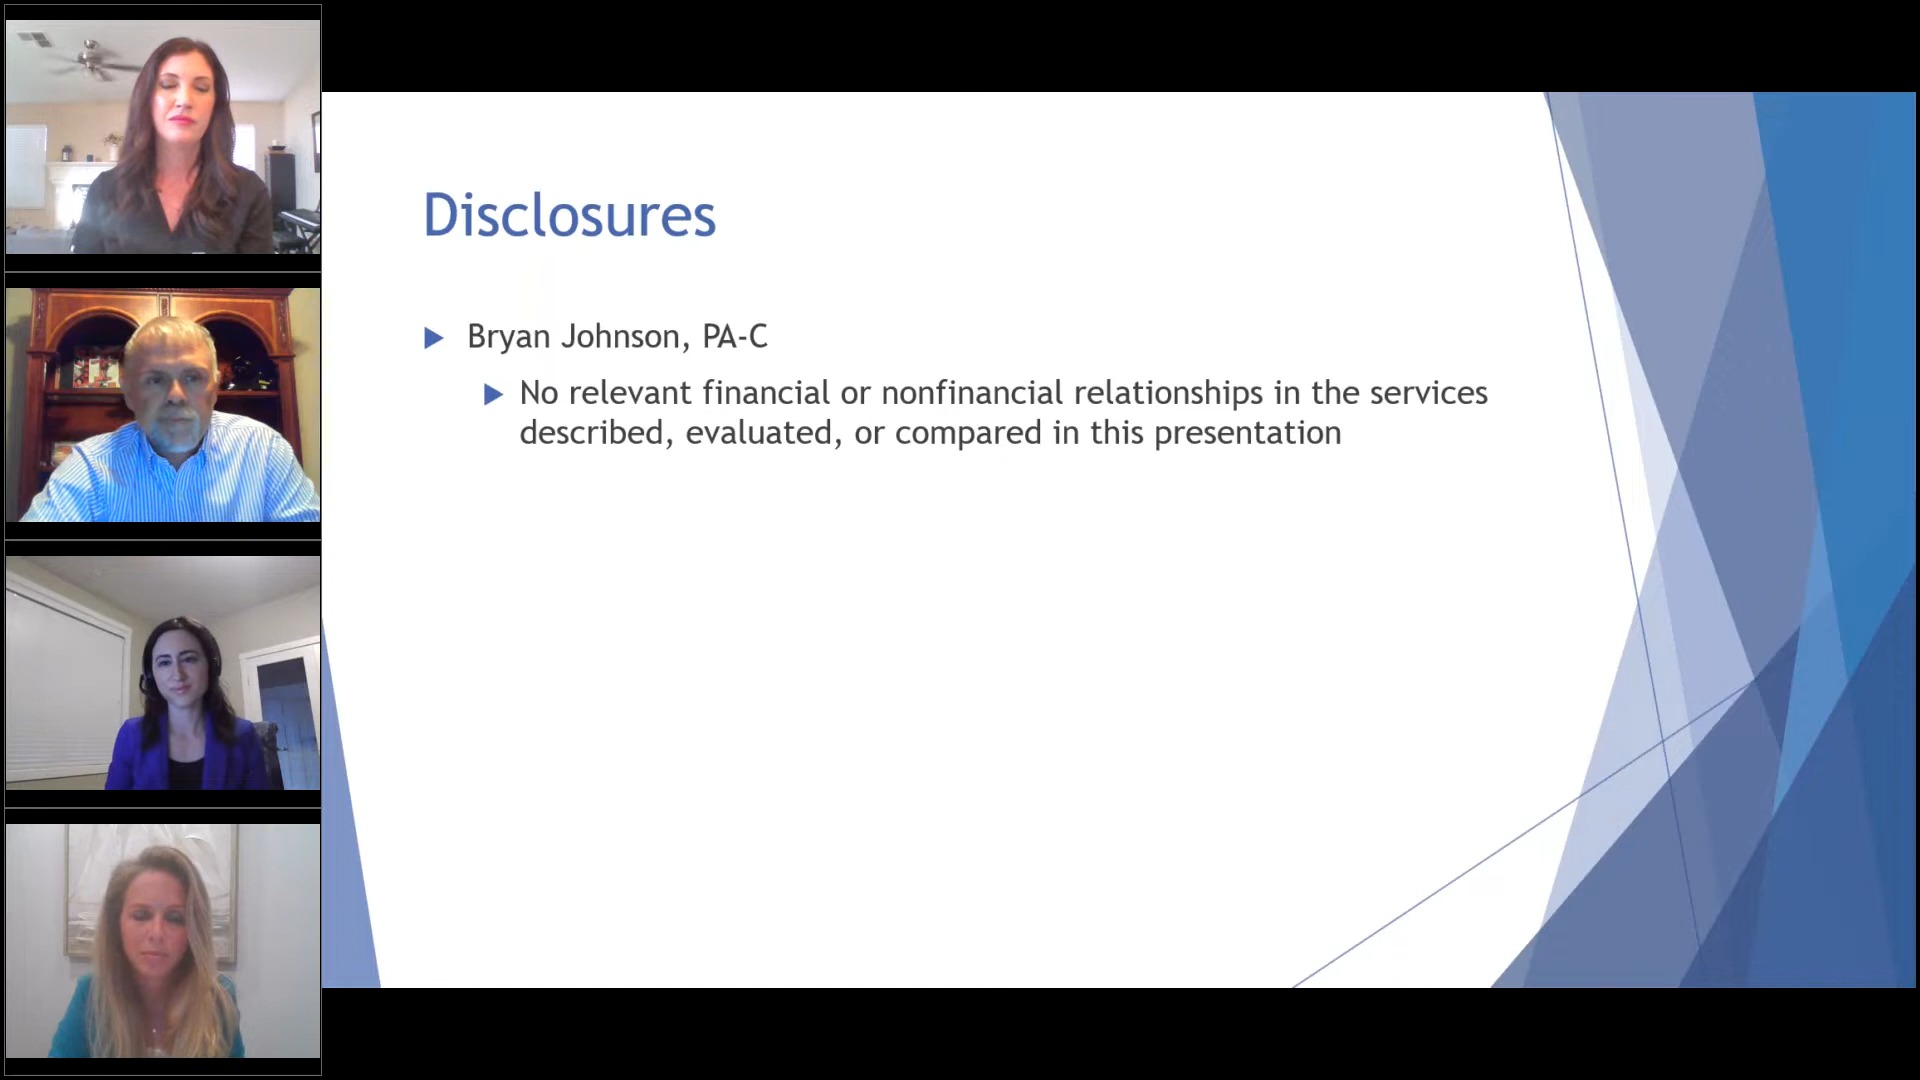 Disclosures
Bryan Johnson, PA-C
No relevant financial or nonfinancial relationships in the services
described, evaluated, or compared in this presentation